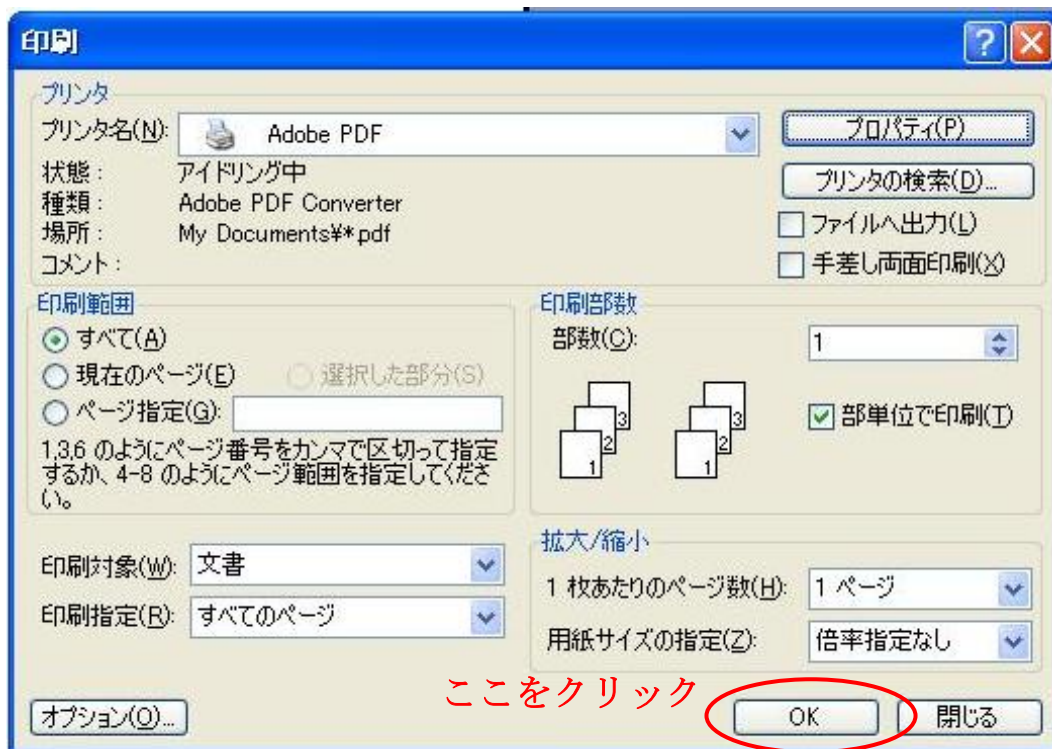 印刷
プリンタ
プリンタ名(N): Adobe PDF プロパティ(P)
状態： アイドリング中 プリンタの検索(D)...
種類： Adobe PDF Converter
場所： My Documents¥*.pdf ファイルへ出力(L)
コメント： 手差し両面印刷(X)
印刷範囲
すべて(A)
現在のページ(E) 選択した部分(S)
ページ指定(G):
1,3,6 のようにページ番号をカンマで区切って指定
するか、4-8 のようにページ範囲を指定してくださ
い。
印刷部数
部数(C): 1
3 3
2 2
1 1
部単位で印刷(T)
印刷対象(W): 文書
印刷指定(R): すべてのページ
拡大/縮小
1 枚あたりのページ数(H): 1 ページ
用紙サイズの指定(Z): 倍率指定なし
ここをクリック
オプション(O)... OK 閉じる